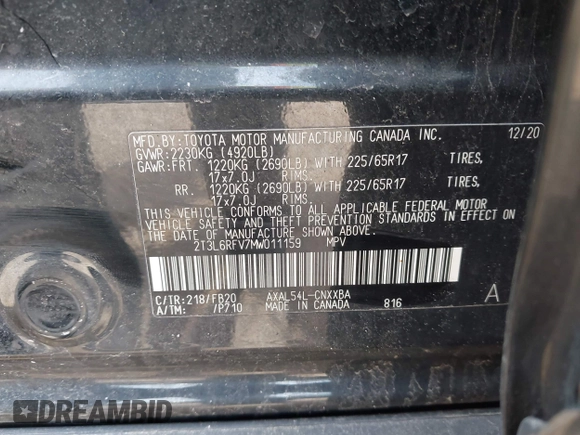 MFD.BY:TOYOTA MOTOR MANUFACTURING CANADA INC. 12/20
GVWR:2230KG (4920LB)
GAWR:FRT. 1220KG (2690LB) WITH 225/65R17 TIRES,
17x7.0J RIMS.
RR. 1220KG (2690LB) WITH 225/65R17 TIRES,
17x7.0J RIMS.
THIS VEHICLE CONFORMS TO ALL APPLICABLE FEDERAL MOTOR
VEHICLE SAFETY AND THEFT PREVENTION STANDARDS IN EFFECT ON
THE DATE OF MANUFACTURE SHOWN ABOVE.
2T3L6RFV7MW011159 MPV
C/TR:218/FB20 AXAL54L-CNXXBA A
A/TM: /P710 MADE IN CANADA 816
DREAMBID